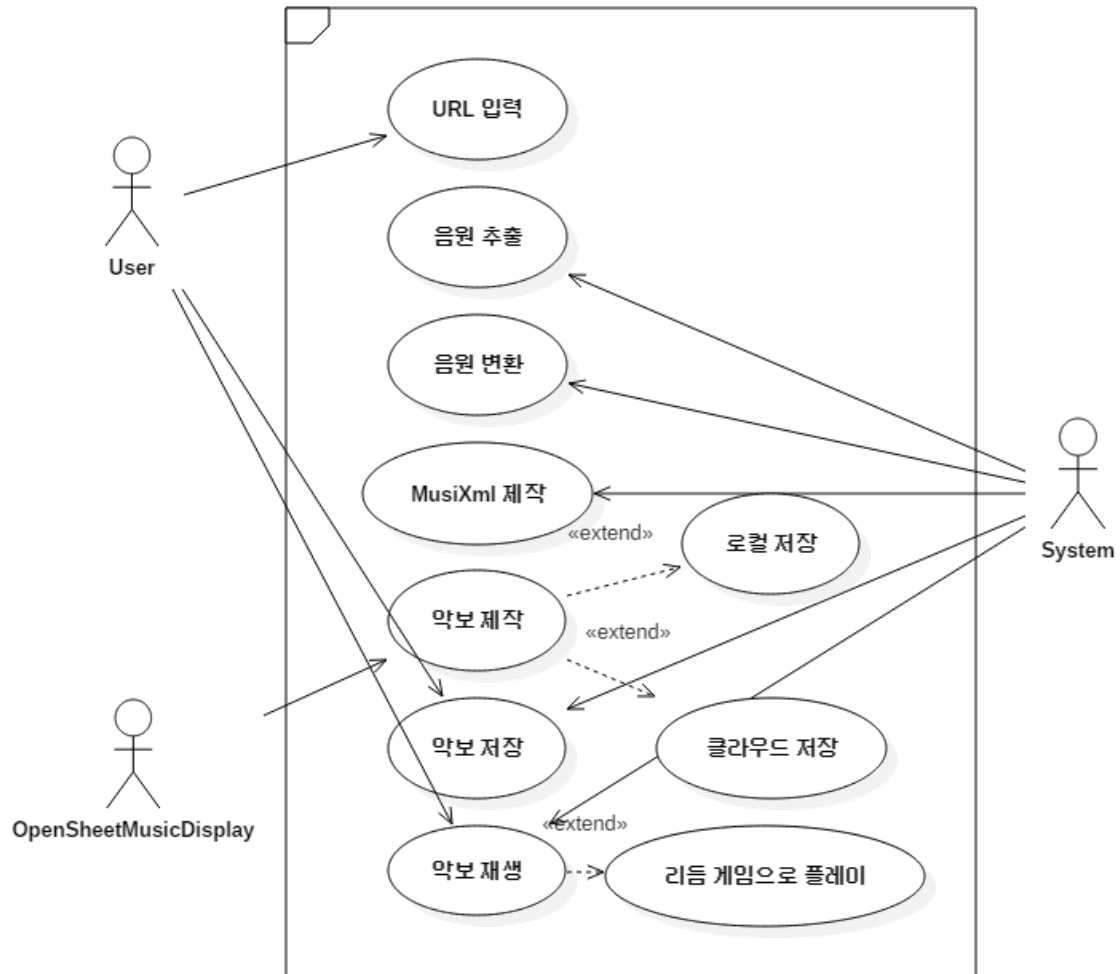 URL 입력
음원 추출
User
음원 변환
MusiXml 제작
«extend»
로컬 저장
System
악보 제작
«extend»
악보 저장
클라우드 저장
OpenSheetMusicDisplay
«extend»
악보 재생
리듬 게임으로 플레이